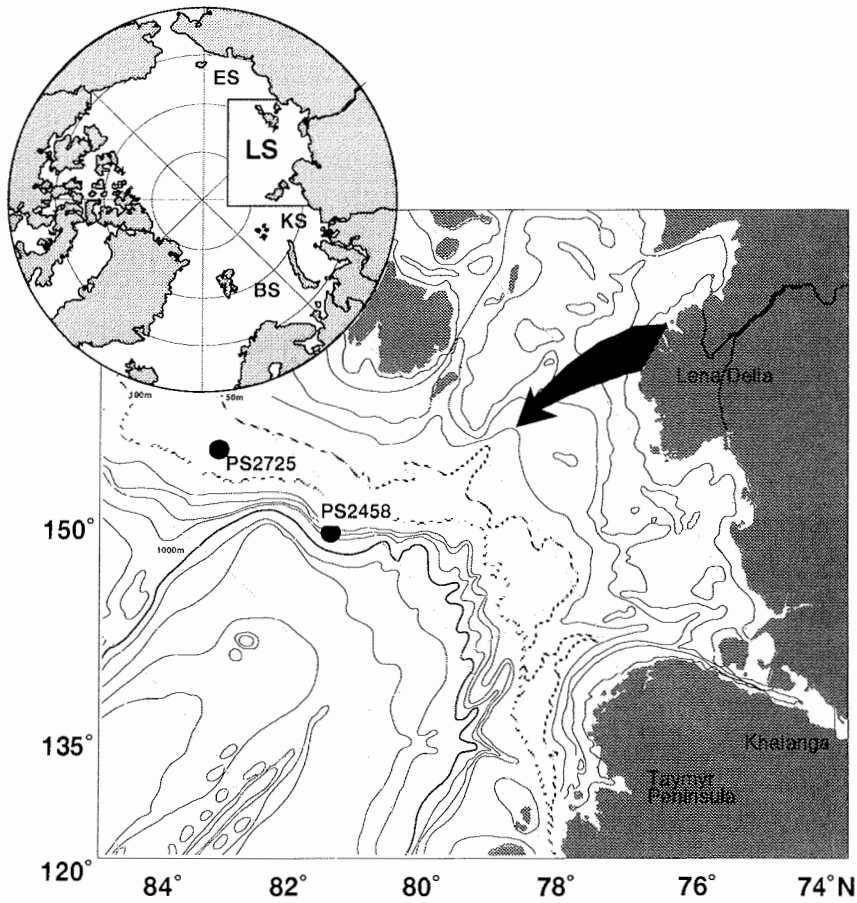 ES
LS
KS
BS
100m
50m
Lena Delta
PS2725
PS2458
150°
1000m
135°
Khatanga
Taymyr
Peninsula
120°
84° 82° 80° 78° 76° 74°N